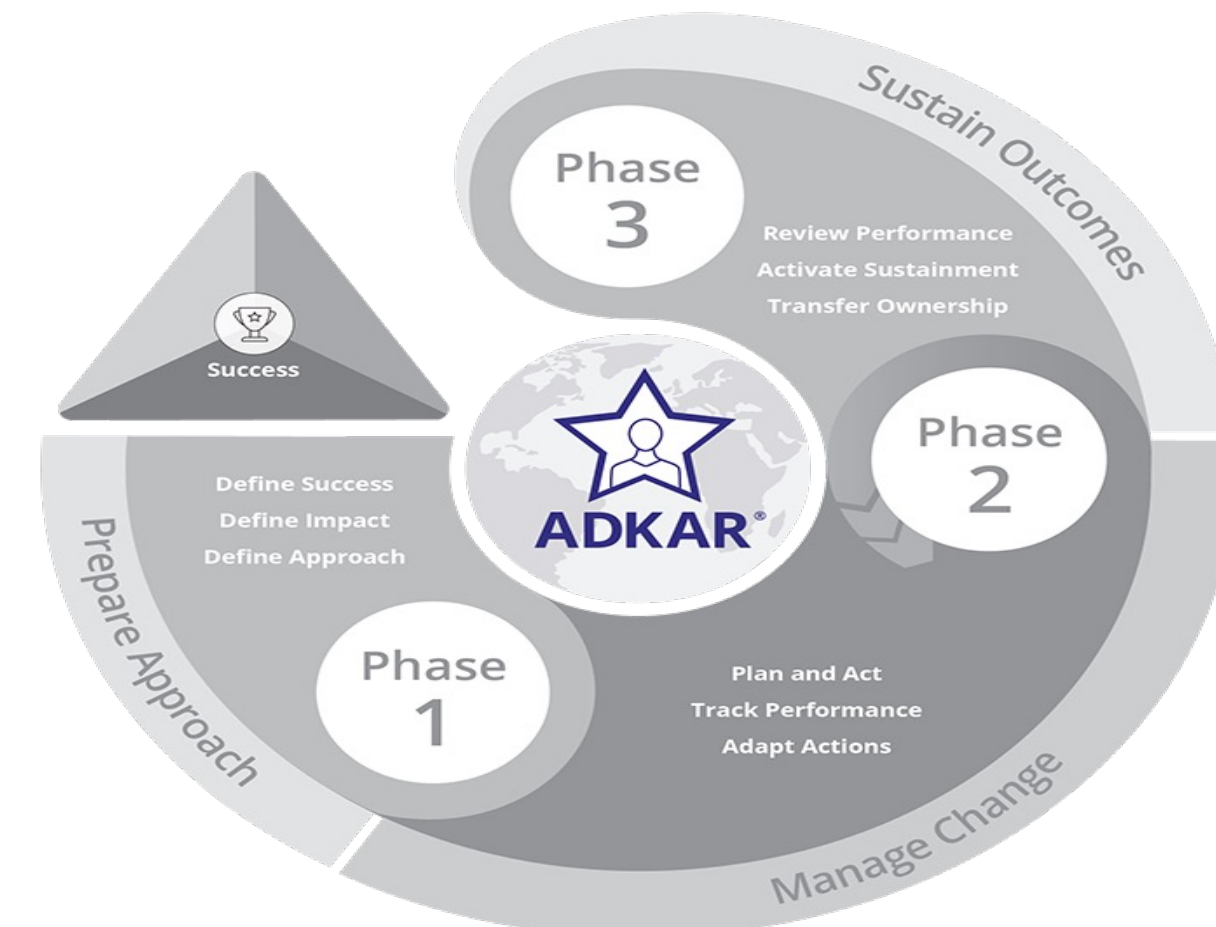 Sustain Outcomes
Phase
3
Review Performance
Activate Sustainment
Transfer Ownership
Success
Phase
2
ADKAR®
Define Success
Define Impact
Define Approach
Prepare Approach
Phase
1
Plan and Act
Track Performance
Adapt Actions
Manage Change